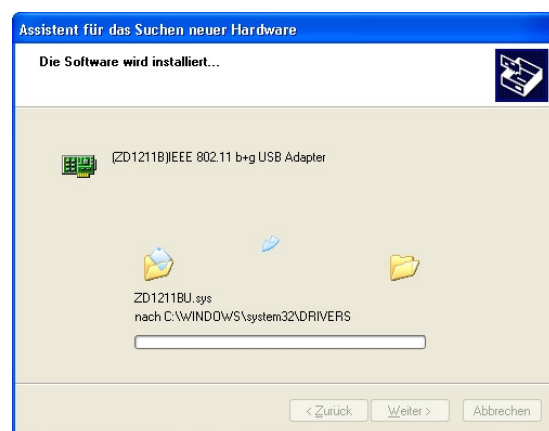 Assistent für das Suchen neuer Hardware
Die Software wird installiert...
(ZD1211B)IEEE 802.11 b+g USB Adapter
ZD1211BU.sys
nach C:\WINDOWS\system32\DRIVERS
< Zurück
Weiter >
Abbrechen